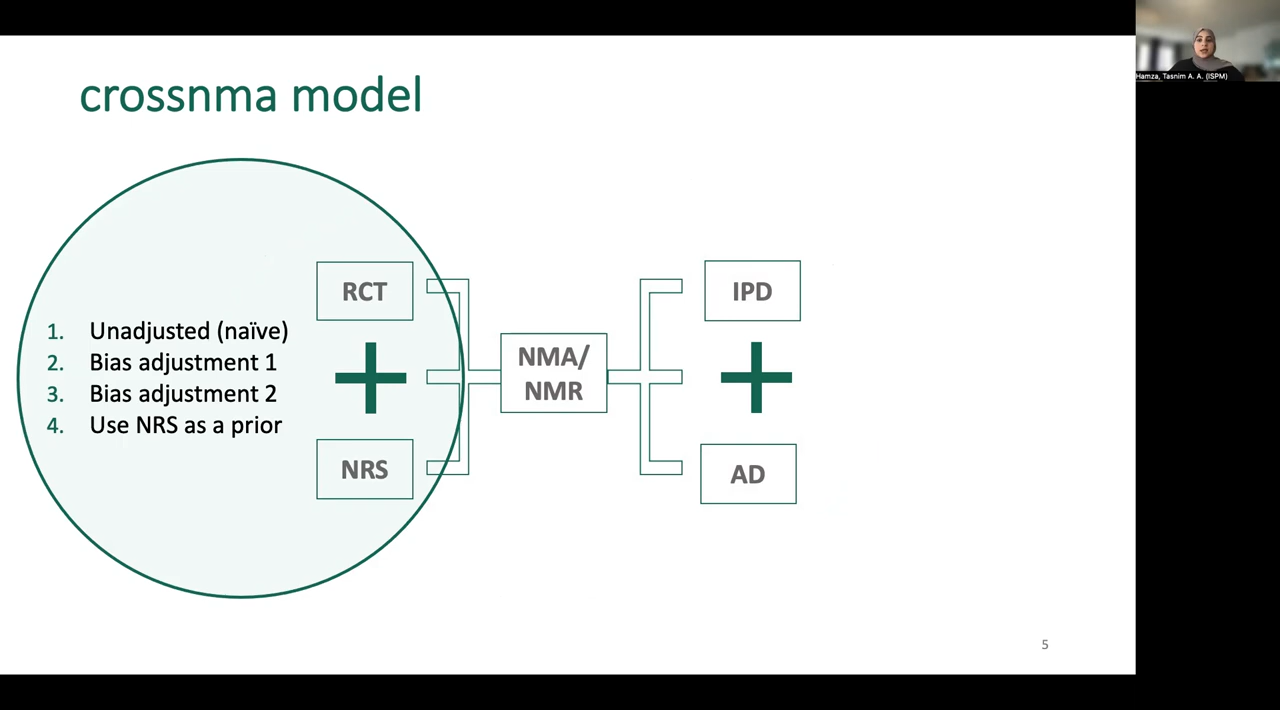 crossnma model
Hamza, Tasnim A. A. (ISPM)
RCT
IPD
1. Unadjusted (naïve)
2. Bias adjustment 1
3. Bias adjustment 2
4. Use NRS as a prior
NMA/
NMR
NRS
AD
5